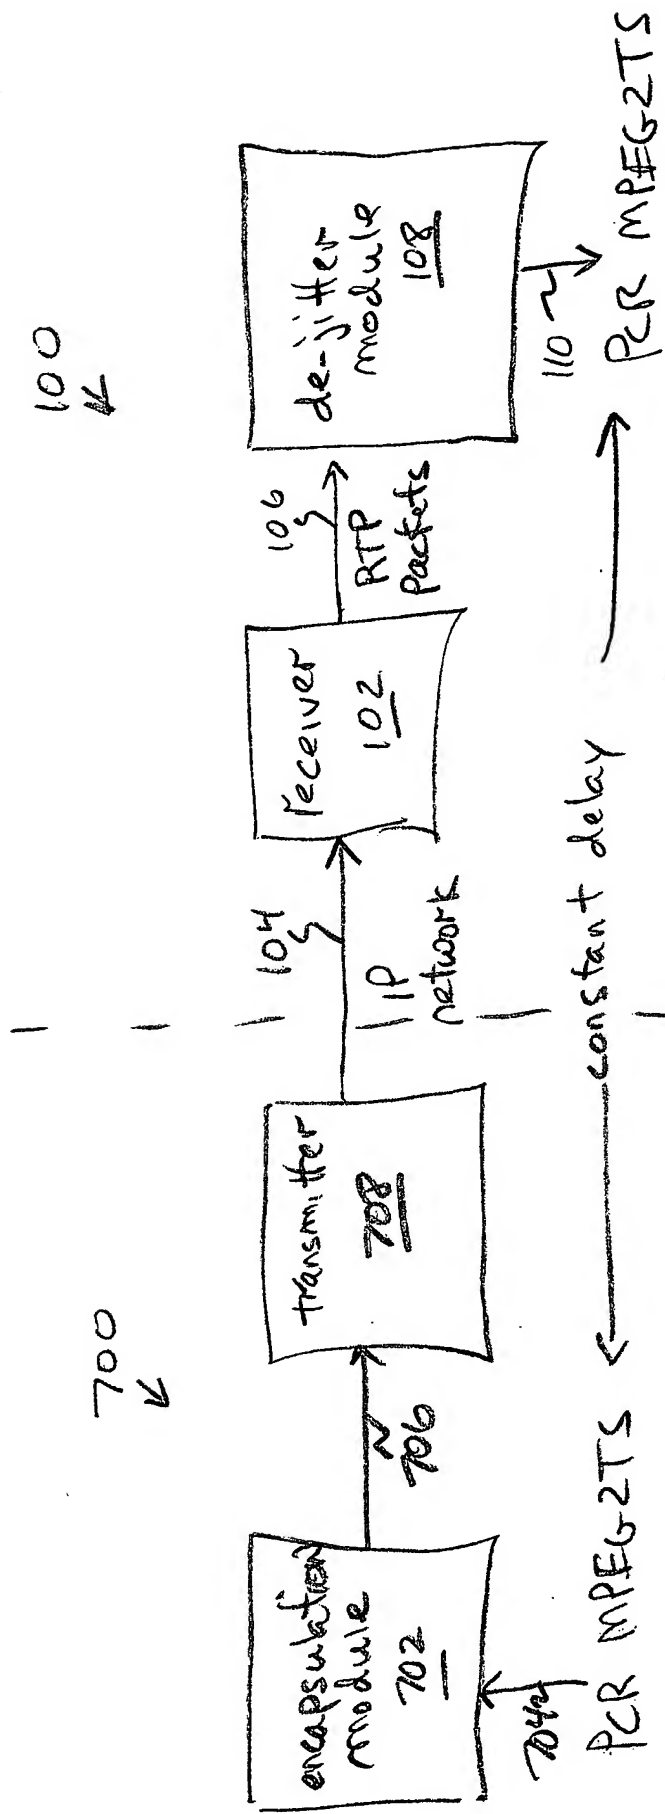 700
100
encapsulation
module
702
706
transmitter
708
104
IP
network
receiver
102
106
RTP
Packets
de-jitter
module
108
704
110
PCR MPEG2TS
constant delay
PCR MPEG2TS